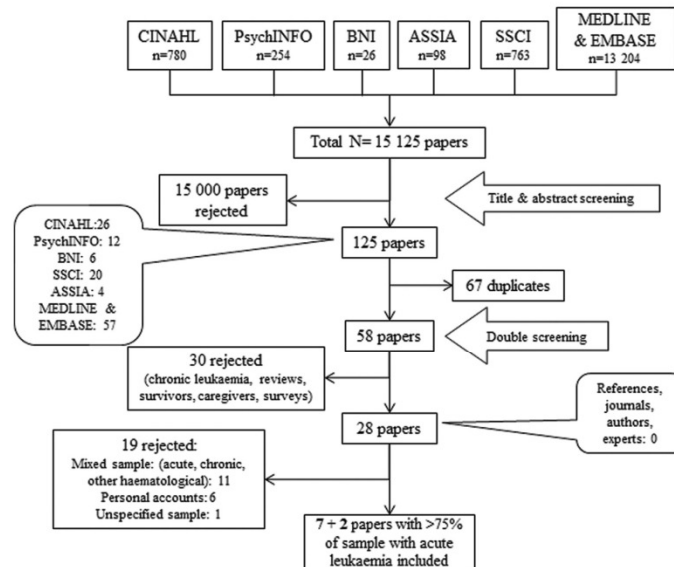 CINAHL
n=780
PsychINFO
n=254
BNI
n=26
ASSIA
n=98
SSCI
n=763
MEDLINE
& EMBASE
n=13 204
Total N= 15 125 papers
15 000 papers
rejected
Title & abstract screening
CINAHL:26
PsychINFO: 12
BNI: 6
SSCI: 20
ASSIA: 4
MEDLINE &
EMBASE: 57
125 papers
67 duplicates
58 papers
Double screening
30 rejected
(chronic leukaemia, reviews,
survivors, caregivers, surveys)
References,
journals,
authors,
experts: 0
28 papers
19 rejected:
Mixed sample: (acute, chronic,
other haematological): 11
Personal accounts: 6
Unspecified sample: 1
7 + 2 papers with >75%
of sample with acute
leukaemia included